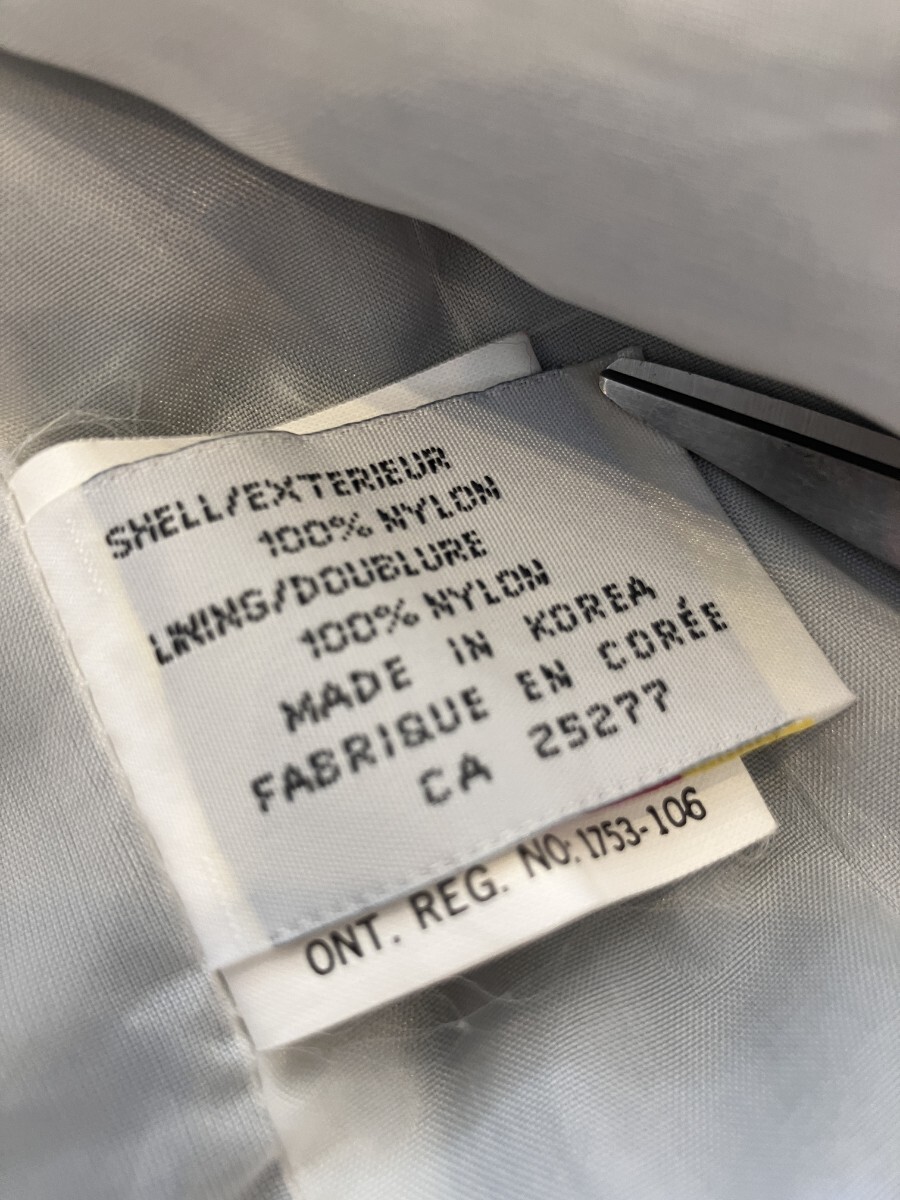 SHELL/EXTERIEUR
100% NYLON
LINING/DOUBLURE
100% NYLON
MADE IN KOREA
FABRIQUE EN CORÉE
CA 25277
ONT. REG. NO: 1753-106